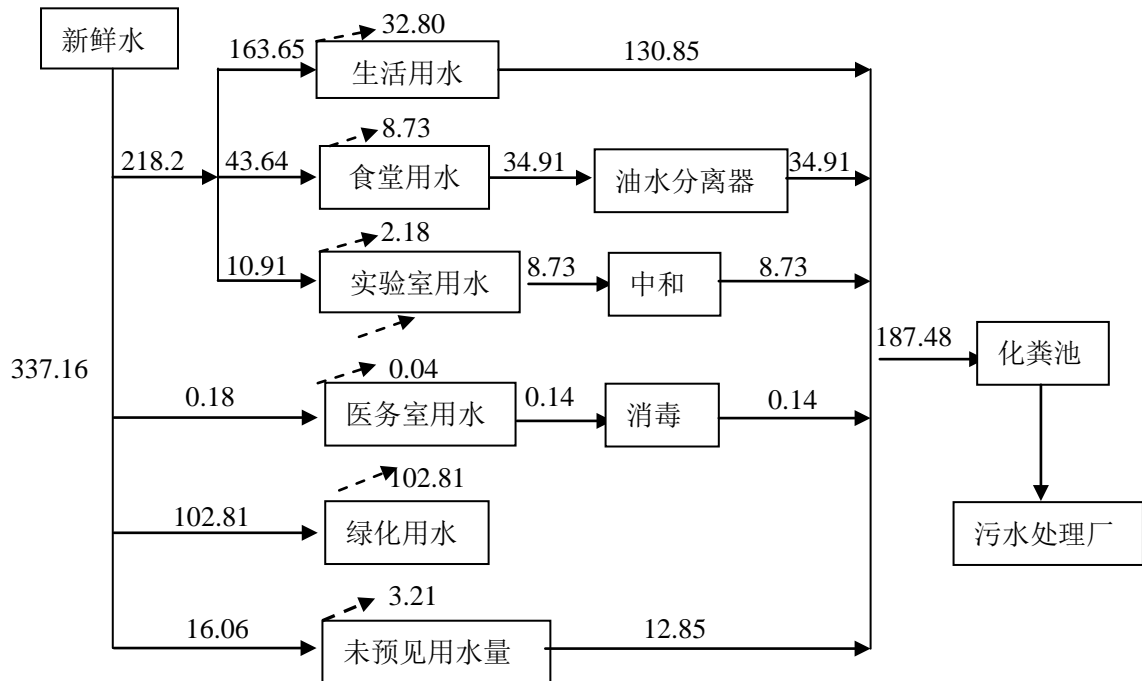 新鲜水
32.80
163.65
生活用水
130.85
8.73
218.2
43.64
食堂用水
34.91
油水分离器
34.91
2.18
10.91
实验室用水
8.73
中和
8.73
337.16
187.48
化粪池
0.04
0.18
医务室用水
0.14
消毒
0.14
102.81
102.81
绿化用水
污水处理厂
3.21
16.06
未预见用水量
12.85